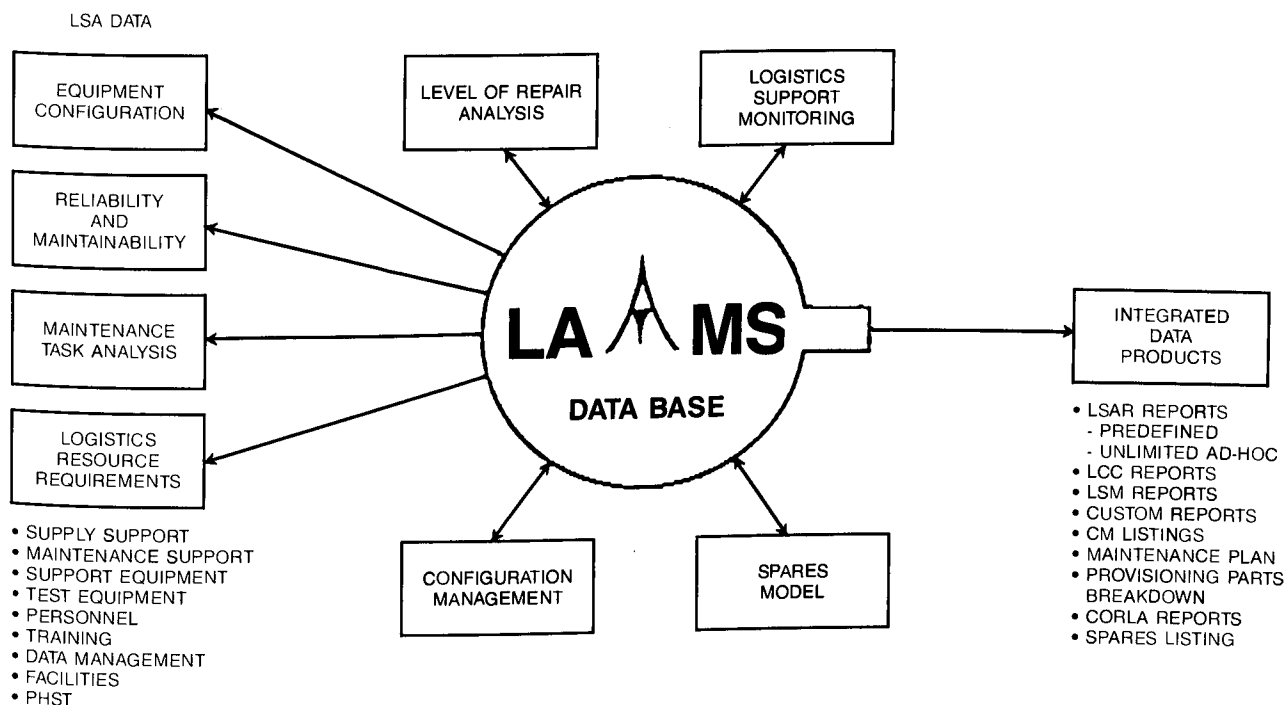 LSA DATA
EQUIPMENT
CONFIGURATION
RELIABILITY
AND
MAINTAINABILITY
MAINTENANCE
TASK ANALYSIS
LOGISTICS
RESOURCE
REQUIREMENTS
• SUPPLY SUPPORT
• MAINTENANCE SUPPORT
• SUPPORT EQUIPMENT
• TEST EQUIPMENT
• PERSONNEL
• TRAINING
• DATA MANAGEMENT
• FACILITIES
• PHST
LEVEL OF REPAIR
ANALYSIS
LOGISTICS
SUPPORT
MONITORING
LA MS
DATA BASE
CONFIGURATION
MANAGEMENT
SPARES
MODEL
INTEGRATED
DATA
PRODUCTS
• LSAR REPORTS
- PREDEFINED
- UNLIMITED AD-HOC
• LCC REPORTS
• LSM REPORTS
• CUSTOM REPORTS
• CM LISTINGS
• MAINTENANCE PLAN
• PROVISIONING PARTS
BREAKDOWN
• CORLA REPORTS
• SPARES LISTING